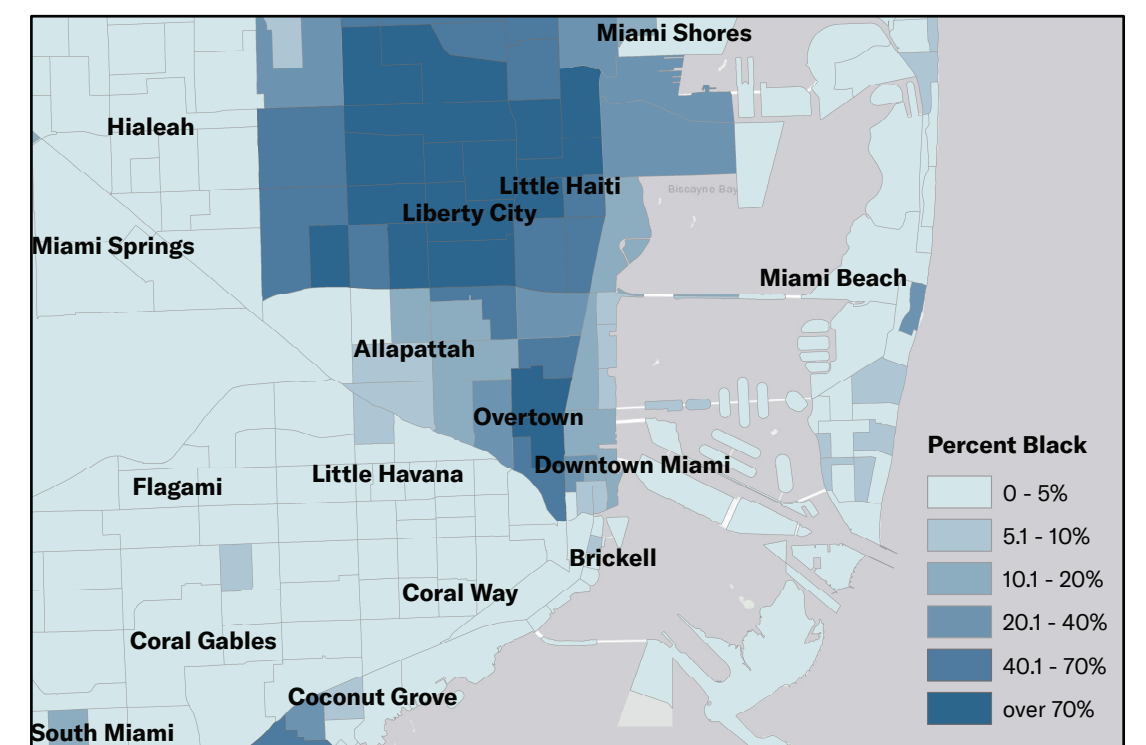 Miami Shores
Hialeah
Little Haiti
Biscayne Bay
Liberty City
Miami Springs
Miami Beach
Allapattah
Overtown
Downtown Miami
Little Havana
Flagami
Brickell
Coral Way
Coral Gables
Coconut Grove
South Miami
Percent Black
0 - 5%
5.1 - 10%
10.1 - 20%
20.1 - 40%
40.1 - 70%
over 70%